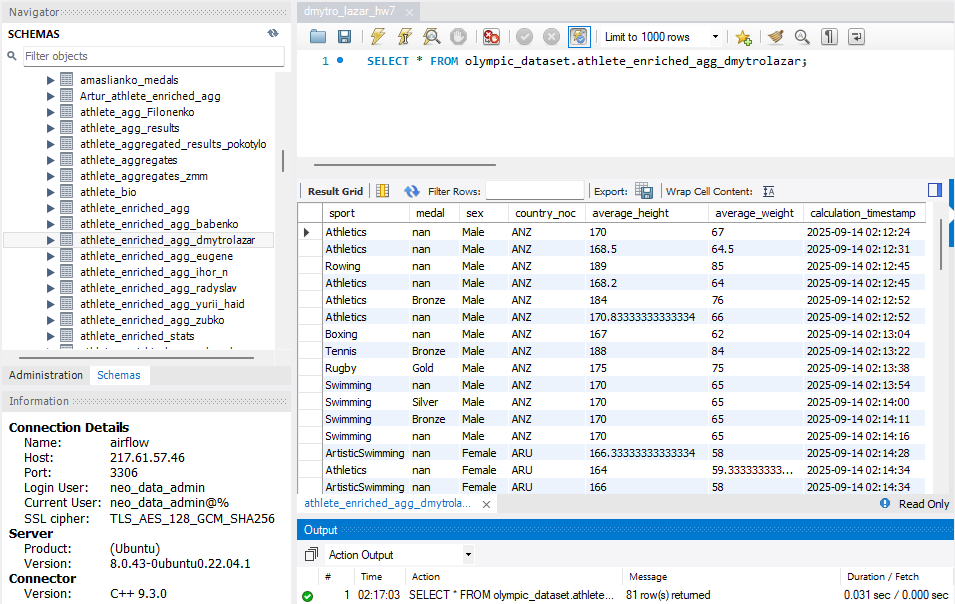 Navigator
SCHEMAS
Filter objects
amaslianko_medals
Artur_athlete_enriched_agg
athlete_agg_Filonenko
athlete_agg_results
athlete_aggregated_results_pokotylo
athlete_aggregates
athlete_aggregates_zmm
athlete_bio
athlete_enriched_agg
athlete_enriched_agg_babenko
athlete_enriched_agg_dmytrolazar
athlete_enriched_agg_eugene
athlete_enriched_agg_ihor_n
athlete_enriched_agg_radyslav
athlete_enriched_agg_yurii_haid
athlete_enriched_agg_zubko
athlete_enriched_stats
Administration Schemas
Information
Connection Details
Name: airflow
Host: 217.61.57.46
Port: 3306
Login User: neo_data_admin
Current User: neo_data_admin@%
SSL cipher: TLS_AES_128_GCM_SHA256
Server
Product: (Ubuntu)
Version: 8.0.43-0ubuntu0.22.04.1
Connector
Version: C++ 9.3.0
dmytro_lazar_hw7
Limit to 1000 rows
1 SELECT * FROM olympic_dataset.athlete_enriched_agg_dmytrolazar;
Result Grid Filter Rows: Export: Wrap Cell Content:
sport medal sex country_noc average_height average_weight calculation_timestamp
Athletics nan Male ANZ 170 67 2025-09-14 02:12:24
Athletics nan Male ANZ 168.5 64.5 2025-09-14 02:12:31
Rowing nan Male ANZ 189 85 2025-09-14 02:12:45
Athletics nan Male ANZ 168.2 64 2025-09-14 02:12:45
Athletics Bronze Male ANZ 184 76 2025-09-14 02:12:52
Athletics nan Male ANZ 170.83333333333334 66 2025-09-14 02:12:52
Boxing nan Male ANZ 167 62 2025-09-14 02:13:04
Tennis Bronze Male ANZ 188 84 2025-09-14 02:13:22
Rugby Gold Male ANZ 175 75 2025-09-14 02:13:38
Swimming nan Male ANZ 170 65 2025-09-14 02:13:54
Swimming Silver Male ANZ 170 65 2025-09-14 02:14:00
Swimming Bronze Male ANZ 170 65 2025-09-14 02:14:11
Swimming nan Male ANZ 170 65 2025-09-14 02:14:16
ArtisticSwimming nan Female ARU 166.33333333333334 58 2025-09-14 02:14:28
Athletics nan Female ARU 164 59.333333333... 2025-09-14 02:14:34
ArtisticSwimming nan Female ARU 166 58 2025-09-14 02:14:34
athlete_enriched_agg_dmytrola... Read Only
Output
Action Output
# Time Action Message Duration / Fetch
1 02:17:03 SELECT * FROM olympic_dataset.athlete... 81 row(s) returned 0.031 sec / 0.000 sec